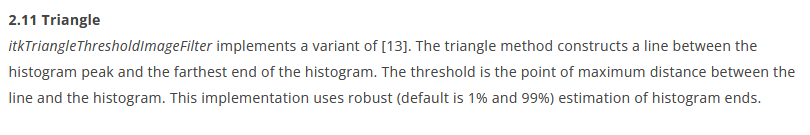 2.11 Triangle
itkTriangleThresholdImageFilter implements a variant of [13]. The triangle method constructs a line between the
histogram peak and the farthest end of the histogram. The threshold is the point of maximum distance between the
line and the histogram. This implementation uses robust (default is 1% and 99%) estimation of histogram ends.